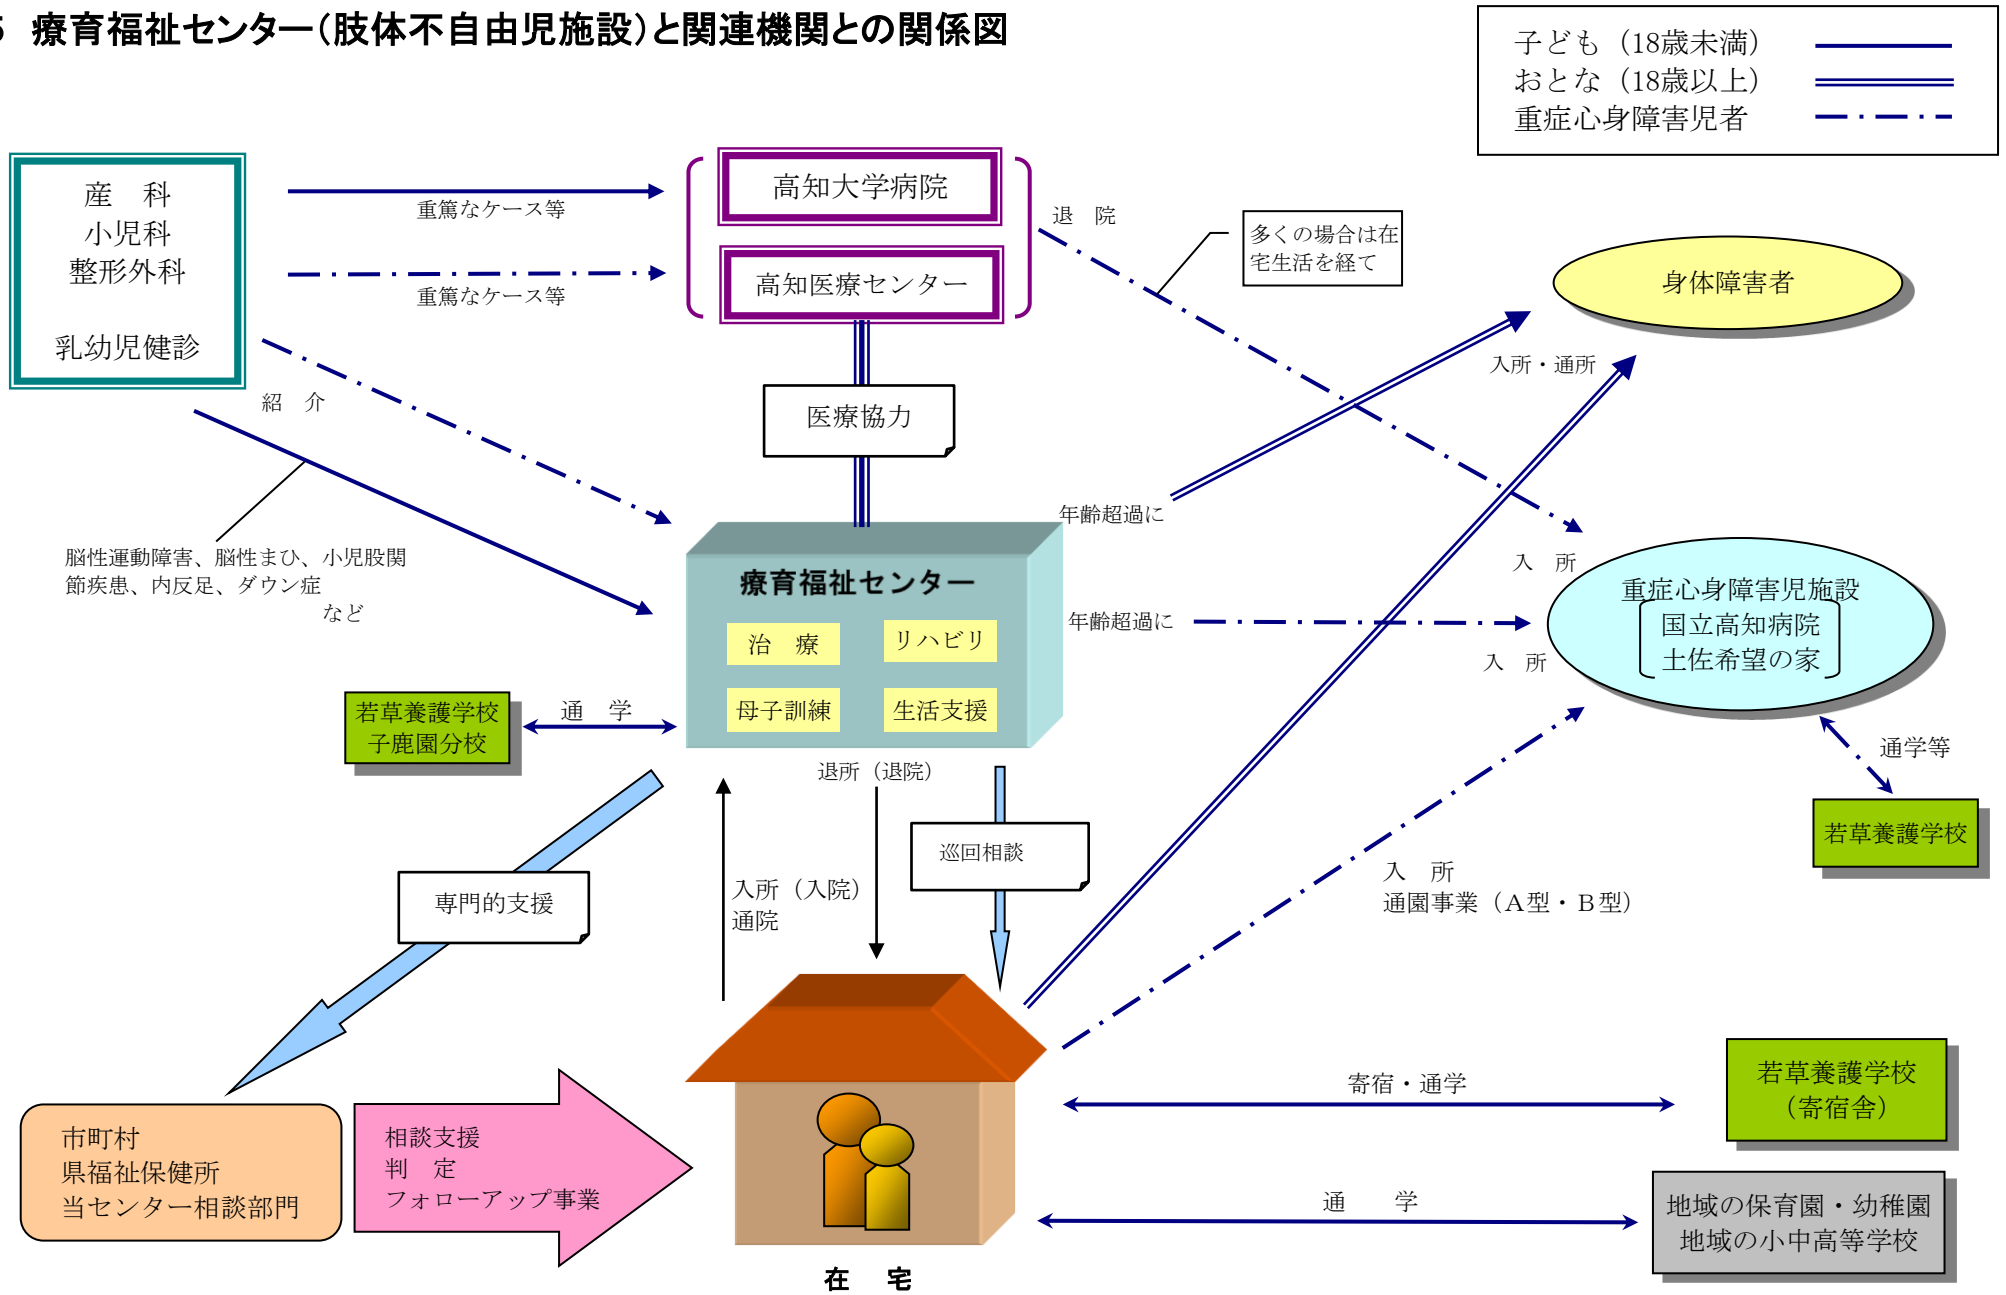 療育福祉センター（肢体不自由児施設）と関連機関との関係図
子ども（18歳未満）
おとな（18歳以上）
重症心身障害児者
産　科
小児科
整形外科
乳幼児健診
重篤なケース等
重篤なケース等
高知大学病院
高知医療センター
退　院
多くの場合は在
宅生活を経て
身体障害者
入所・通所
紹　介
医療協力
年齢超過に
脳性運動障害、脳性まひ、小児股関
節疾患、内反足、ダウン症
など
療育福祉センター
治　療
リハビリ
母子訓練
生活支援
年齢超過に
入　所
入　所
重症心身障害児施設
国立高知病院
土佐希望の家
若草養護学校
子鹿園分校
通　学
通学等
若草養護学校
退所（退院）
巡回相談
専門的支援
入所（入院）
通院
入　所
通園事業（Ａ型・Ｂ型）
市町村
県福祉保健所
当センター相談部門
相談支援
判　定
フォローアップ事業
寄宿・通学
若草養護学校
（寄宿舎）
通　　学
地域の保育園・幼稚園
地域の小中高等学校
在　宅